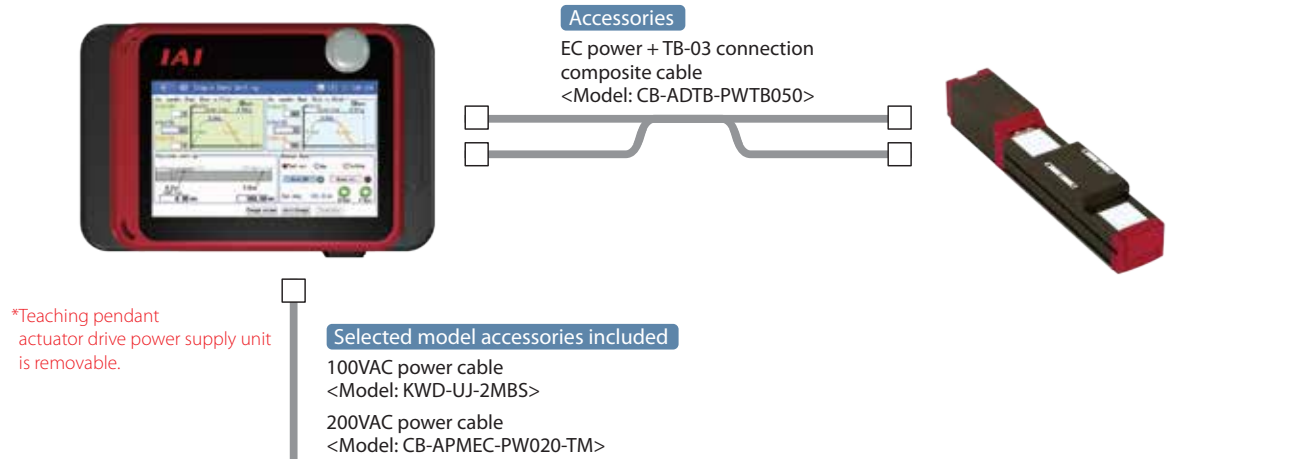 IAI
Accessories
EC power + TB-03 connection
composite cable
<Model: CB-ADTB-PWTB050>
*Teaching pendant
actuator drive power supply unit
is removable.
Selected model accessories included
100VAC power cable
<Model: KWD-UJ-2MBS>
200VAC power cable
<Model: CB-APMEC-PW020-TM>